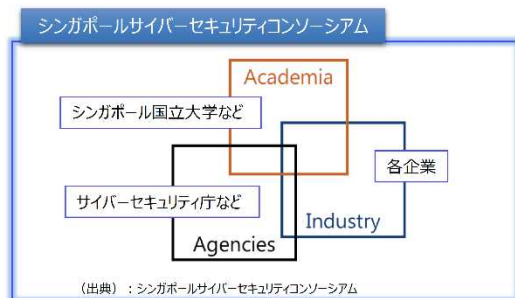 シンガポールサイバーセキュリティコンソーシアム
Academia
シンガポール国立大学など
各企業
サイバーセキュリティ庁など
Industry
Agencies
（出典）：シンガポールサイバーセキュリティコンソーシアム